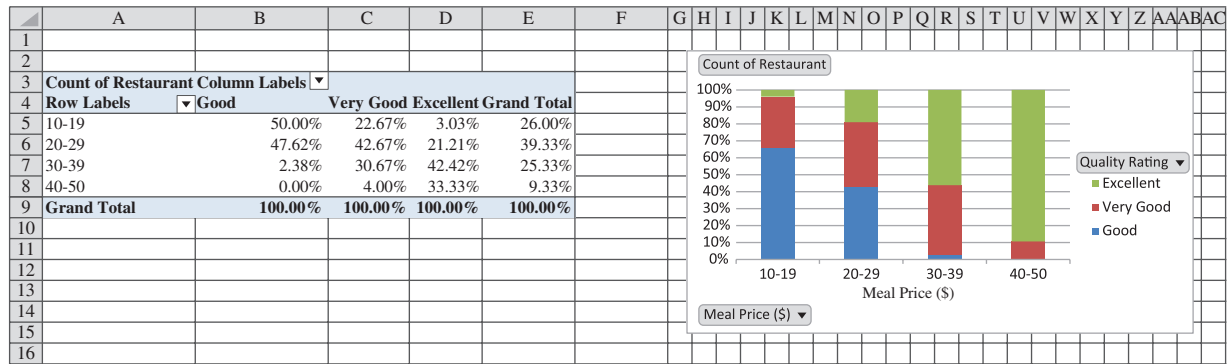 A B C D E F G H I J K L M N O P Q R S T U V W X Y Z AA AB AC
1
2
3 Count of Restaurant Column Labels
4 Row Labels Good Very Good Excellent Grand Total
5 10-19 50.00% 22.67% 3.03% 26.00%
6 20-29 47.62% 42.67% 21.21% 39.33%
7 30-39 2.38% 30.67% 42.42% 25.33%
8 40-50 0.00% 4.00% 33.33% 9.33%
9 Grand Total 100.00% 100.00% 100.00% 100.00%
10
11
12
13
14
15
16
Count of Restaurant
100%
90%
80%
70%
60%
50%
40%
30%
20%
10%
0%
10-19 20-29 30-39 40-50
Meal Price ($)
Meal Price ($)
Quality Rating
Excellent
Very Good
Good